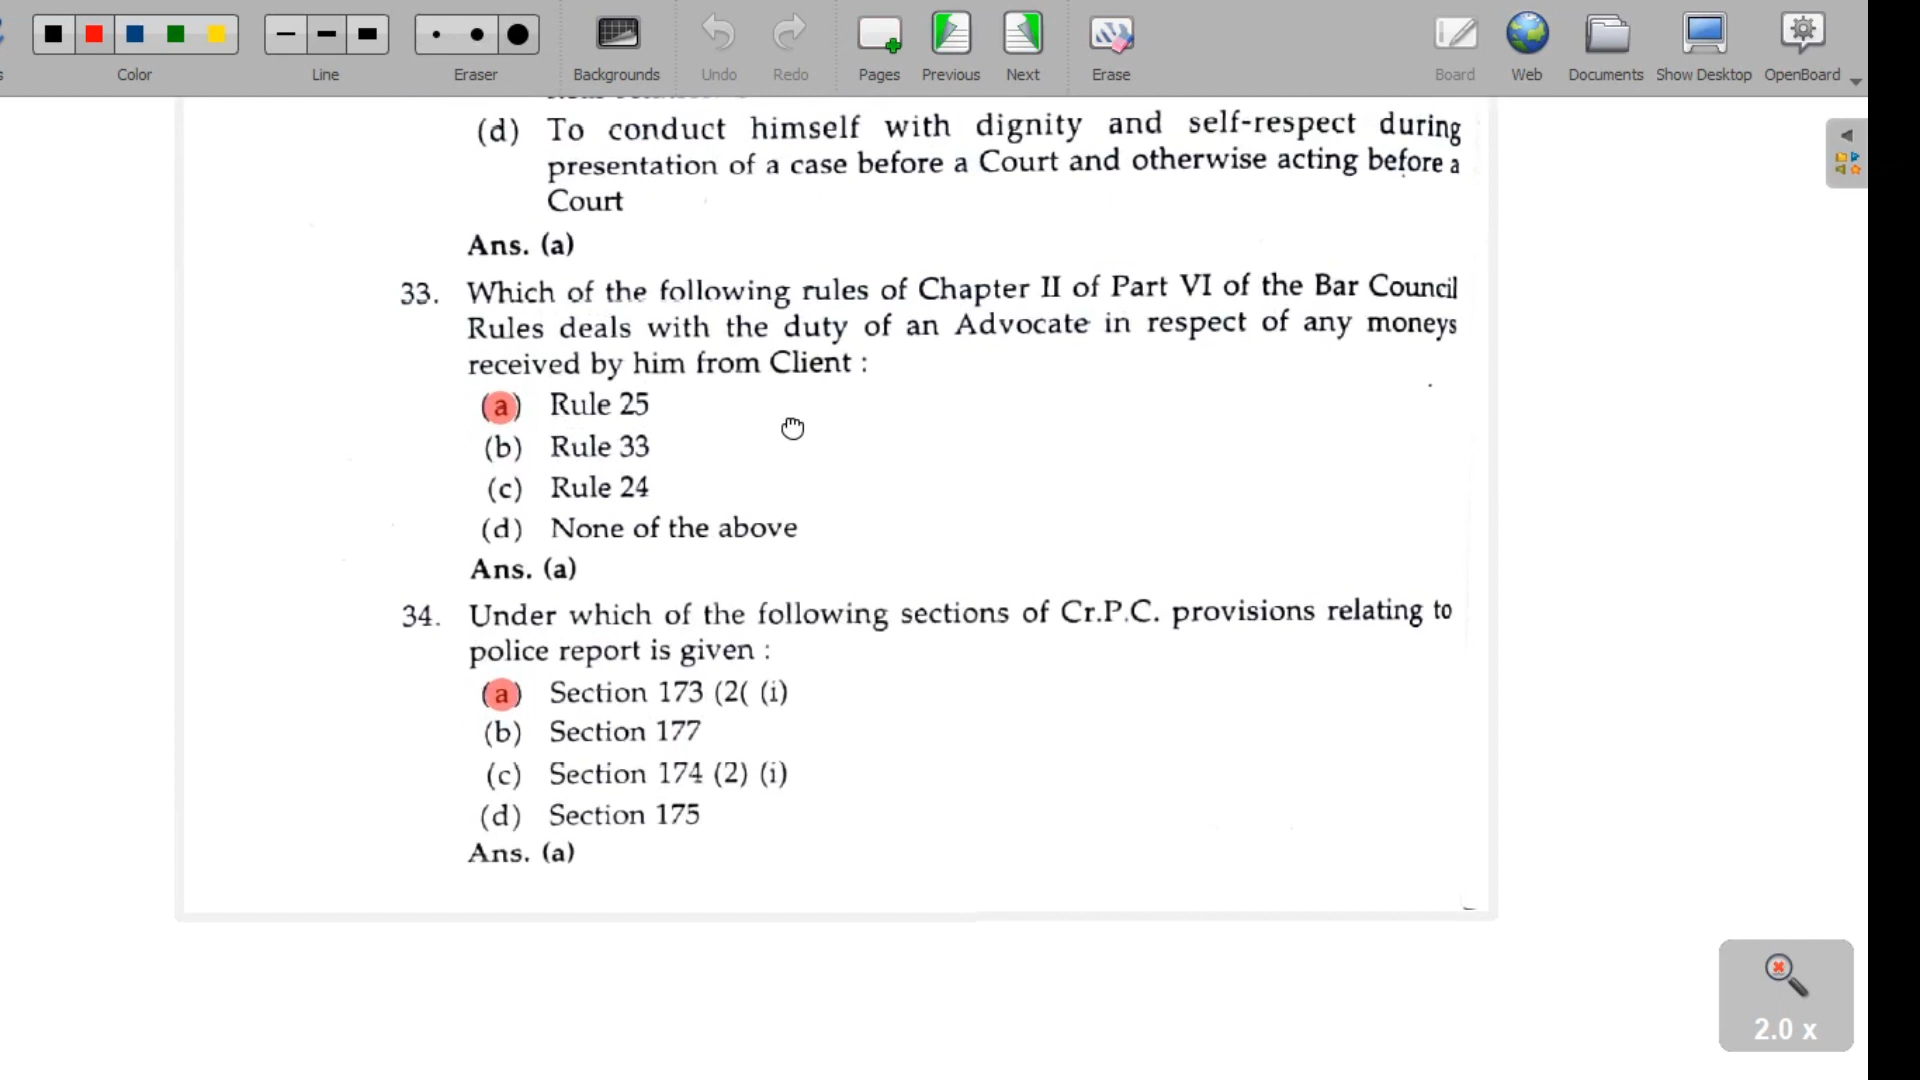 s
Color
Line
Eraser
Backgrounds
Undo
Redo
Pages
Previous
Next
Erase
Board
Web
Documents
Show Desktop
OpenBoard
(d) To conduct himself with dignity and self-respect during
presentation of a case before a Court and otherwise acting before a
Court
Ans. (a)
33. Which of the following rules of Chapter II of Part VI of the Bar Council
Rules deals with the duty of an Advocate in respect of any moneys
received by him from Client :
(a) Rule 25
(b) Rule 33
(c) Rule 24
(d) None of the above
Ans. (a)
34. Under which of the following sections of Cr.P.C. provisions relating to
police report is given :
(a) Section 173 (2( (i)
(b) Section 177
(c) Section 174 (2) (i)
(d) Section 175
Ans. (a)
2.0 x